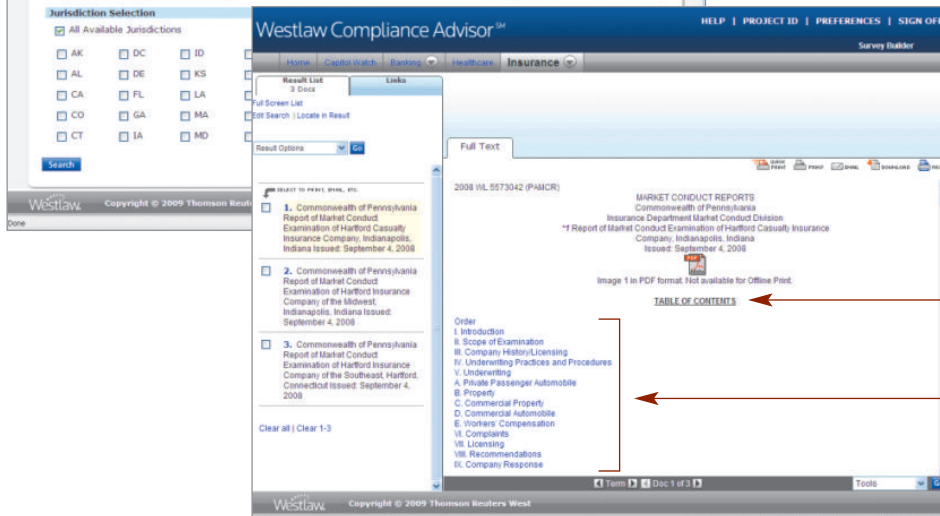 Jurisdiction Selection
All Available Jurisdictions
AK DC ID
AL DE KS
CA FL LA
CO GA MA
CT IA MD
Search
Westlaw. Copyright © 2009 Thomson Reut
Done
Westlaw Compliance Advisor SM
HELP | PROJECT ID | PREFERENCES | SIGN OFF
Survey Builder
Home Capitol Watch Banking Healthcare Insurance
Result List Links
3 Docs
Full Screen List
Edit Search | Locate in Result
Result Options Go
SELECT TO PRINT, EMAIL, ETC.
1. Commonwealth of Pennsylvania
Report of Market Conduct
Examination of Hartford Casualty
Insurance Company, Indianapolis,
Indiana Issued: September 4, 2008
2. Commonwealth of Pennsylvania
Report of Market Conduct
Examination of Hartford Insurance
Company of the Midwest,
Indianapolis, Indiana Issued:
September 4, 2008
3. Commonwealth of Pennsylvania
Report of Market Conduct
Examination of Hartford Insurance
Company of the Southeast, Hartford,
Connecticut Issued: September 4,
2008
Clear all | Clear 1-3
Full Text
QUICK PRINT PRINT EMAIL DOWNLOAD
2008 WL 5573042 (PAMCR)
MARKET CONDUCT REPORTS
Commonwealth of Pennsylvania
Insurance Department Market Conduct Division
*1 Report of Market Conduct Examination of Hartford Casualty Insurance
Company, Indianapolis, Indiana
Issued: September 4, 2008
PDF
Image 1 in PDF format. Not available for Offline Print.
TABLE OF CONTENTS
Order
I. Introduction
II. Scope of Examination
III. Company History/Licensing
IV. Underwriting Practices and Procedures
V. Underwriting
A. Private Passenger Automobile
B. Property
C. Commercial Property
D. Commercial Automobile
E. Workers' Compensation
VI. Complaints
VII. Licensing
VIII. Recommendations
IX. Company Response
Term Doc 1 of 3 Tools
Westlaw. Copyright © 2009 Thomson Reuters West